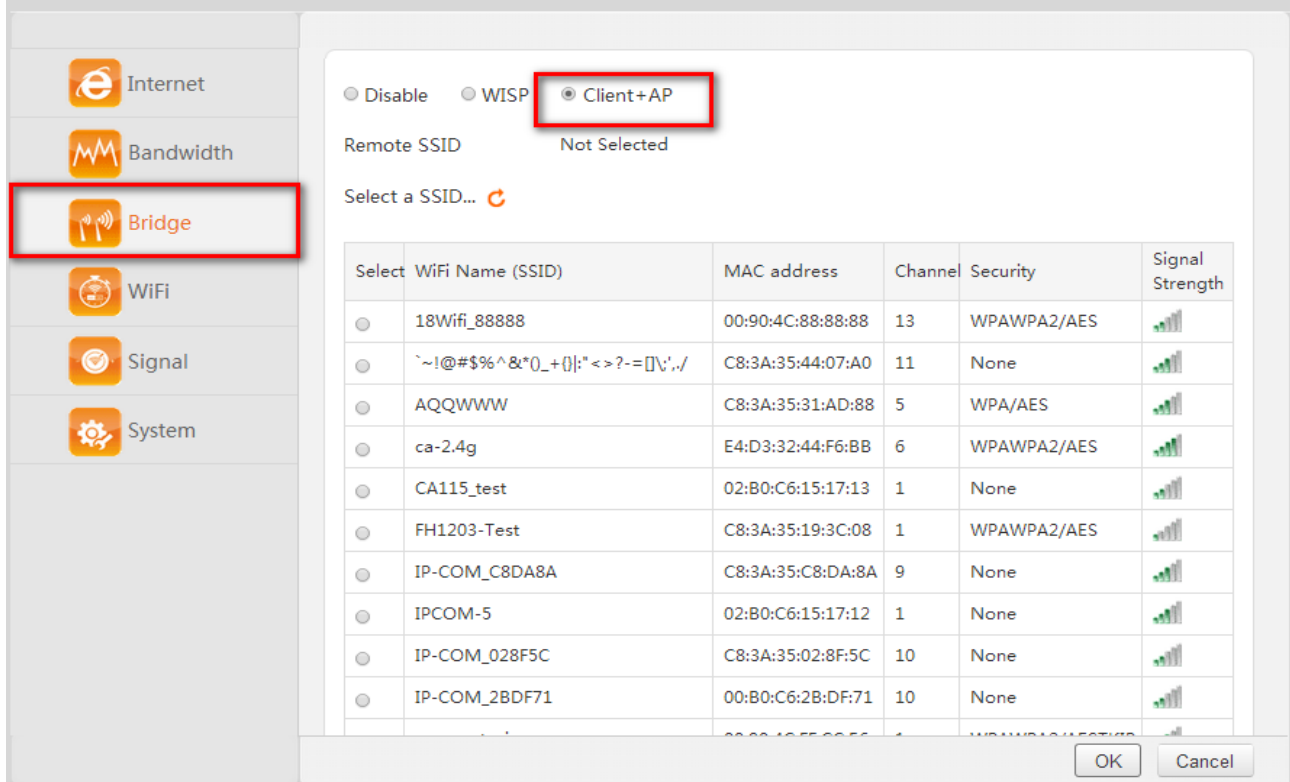 Internet
Bandwidth
Bridge
WiFi
Signal
System
Disable WISP Client+AP
Remote SSID Not Selected
Select a SSID...
Select WiFi Name (SSID) MAC address Channel Security Signal Strength
18Wifi_88888 00:90:4C:88:88:88 13 WPAWPA2/AES
`~!@#$%^&*()_+{}|:"<>?-=[]\;',./ C8:3A:35:44:07:A0 11 None
AQQWWW C8:3A:35:31:AD:88 5 WPA/AES
ca-2.4g E4:D3:32:44:F6:BB 6 WPAWPA2/AES
CA115_test 02:B0:C6:15:17:13 1 None
FH1203-Test C8:3A:35:19:3C:08 1 WPAWPA2/AES
IP-COM_C8DA8A C8:3A:35:C8:DA:8A 9 None
IPCOM-5 02:B0:C6:15:17:12 1 None
IP-COM_028F5C C8:3A:35:02:8F:5C 10 None
IP-COM_2BDF71 00:B0:C6:2B:DF:71 10 None
OK Cancel